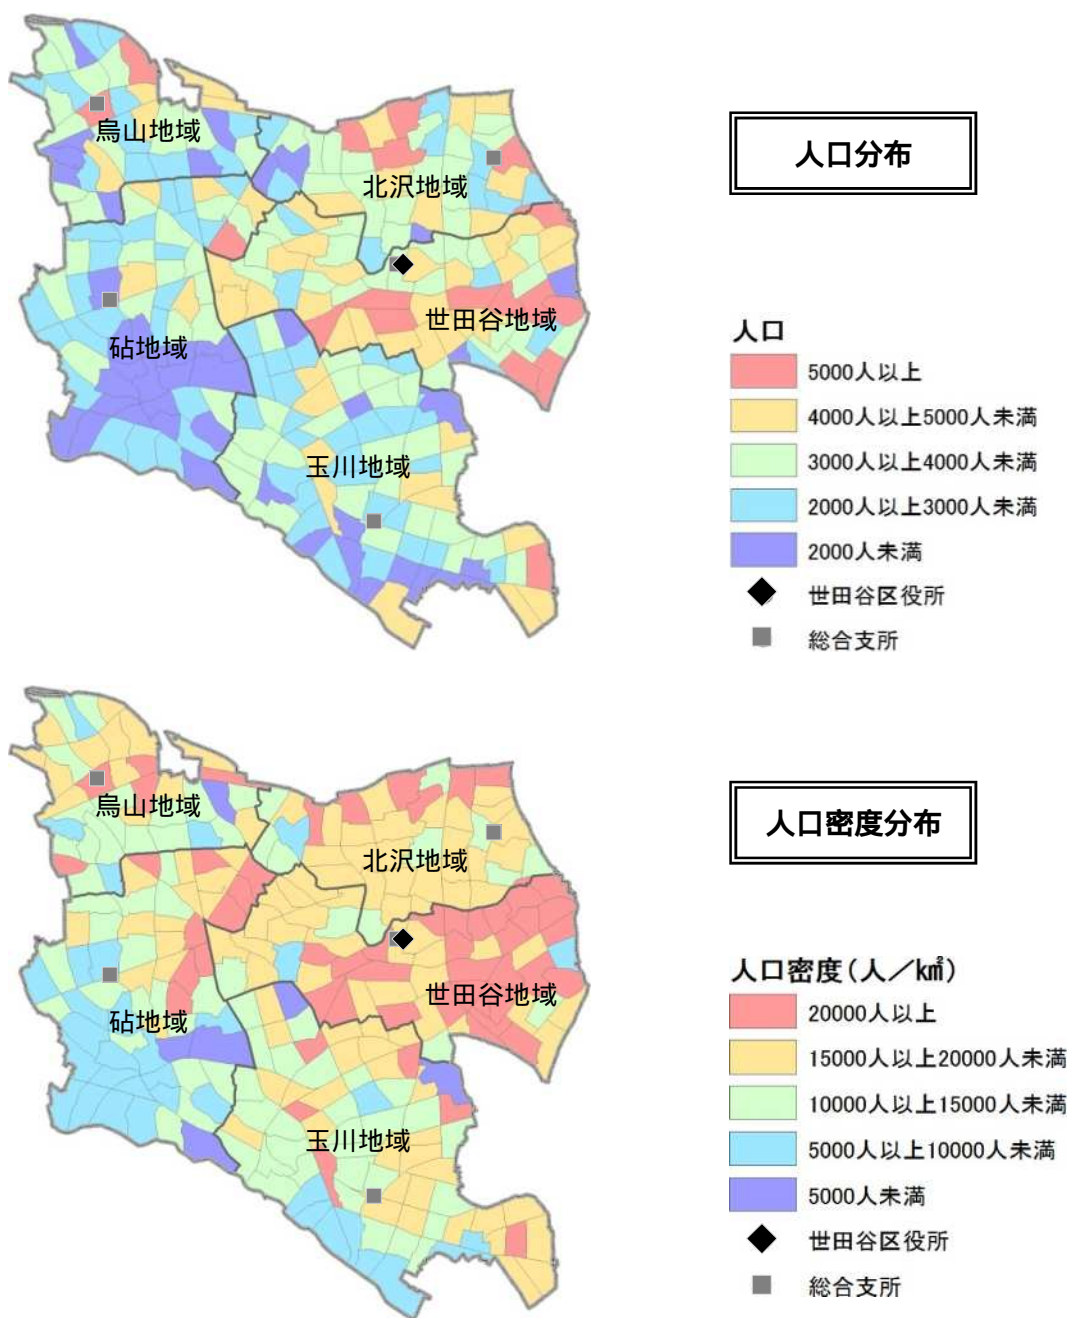 人口分布
烏山地域
北沢地域
世田谷地域
砧地域
玉川地域
人口
5000人以上
4000人以上5000人未満
3000人以上4000人未満
2000人以上3000人未満
2000人未満
世田谷区役所
総合支所
人口密度分布
烏山地域
北沢地域
世田谷地域
砧地域
玉川地域
人口密度(人/k㎡)
20000人以上
15000人以上20000人未満
10000人以上15000人未満
5000人以上10000人未満
5000人未満
世田谷区役所
総合支所